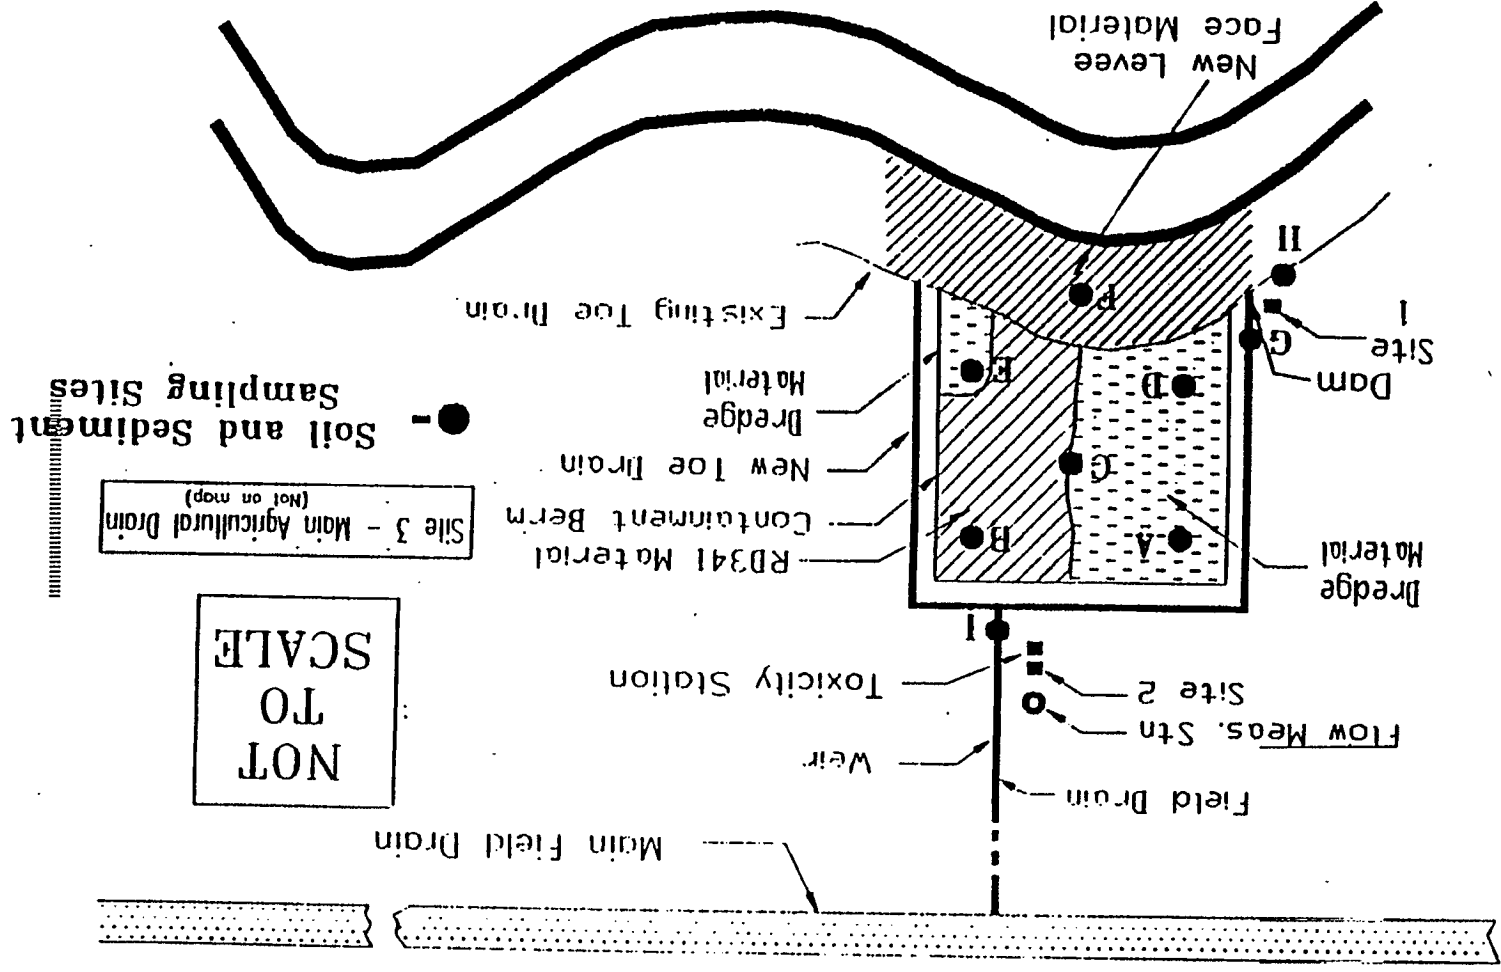 Main Field Drain
Field Drain
Weir
Flow Meas. Stn
Site 2
Toxicity Station
NOT
TO
SCALE
I
Dredge
Material
A
B
RD341 Material
Containment Berm
New Toe Drain
Site 3 - Main Agricultural Drain
(Not on map)
C
- Soil and Sediment
Sampling Sites
Dam
D
E
Dredge
Material
Site
1
G
H
F
Existing Toe Drain
New Levee
Face Material